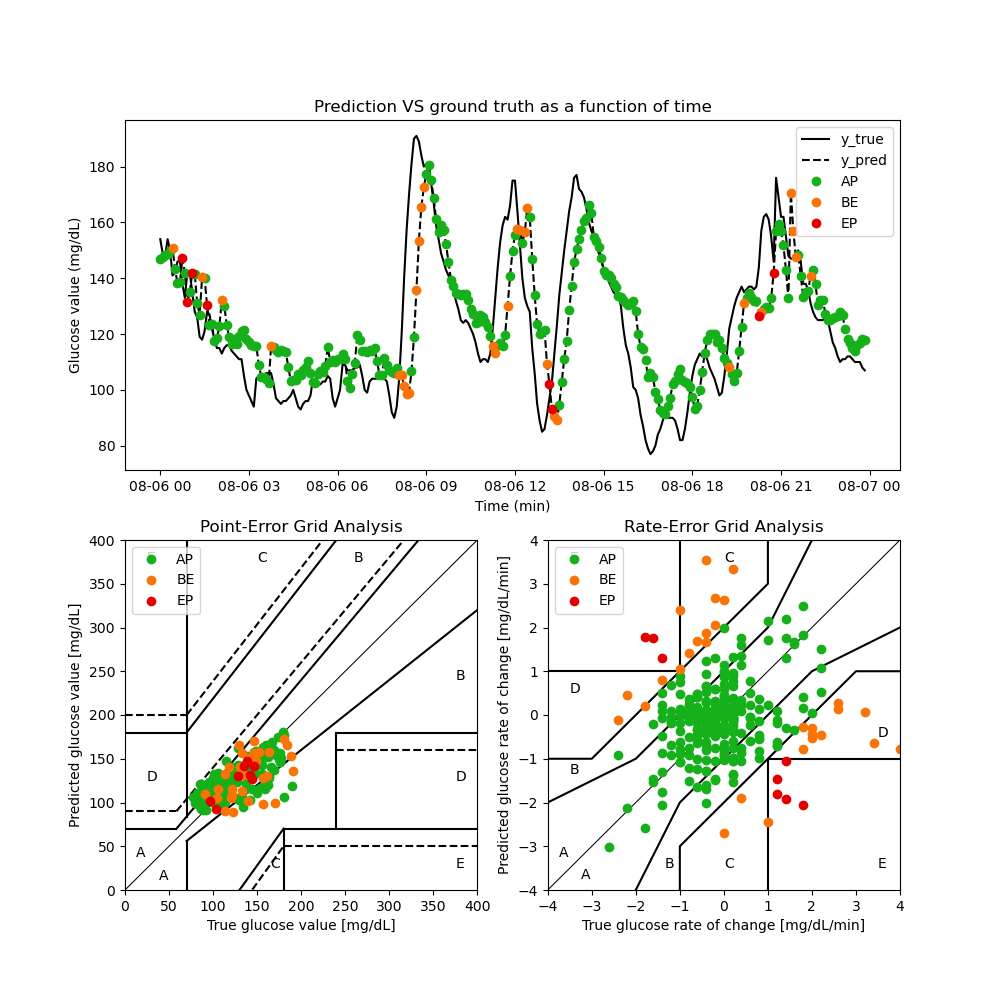 Prediction VS ground truth as a function of time
Glucose value (mg/dL)
180
160
140
120
100
80
y_true
y_pred
AP
BE
EP
08-06 00 08-06 03 08-06 06 08-06 09 08-06 12 08-06 15 08-06 18 08-06 21 08-07 00
Time (min)
Point-Error Grid Analysis
Predicted glucose value [mg/dL]
400
350
300
250
200
150
100
50
0
AP
BE
EP
C
B
B
D
D
A
A
C
E
0 50 100 150 200 250 300 350 400
True glucose value [mg/dL]
Rate-Error Grid Analysis
Predicted glucose rate of change [mg/dL/min]
4
3
2
1
0
−1
−2
−3
−4
AP
BE
EP
C
D
D
B
A
A
B
C
E
−4 −3 −2 −1 0 1 2 3 4
True glucose rate of change [mg/dL/min]